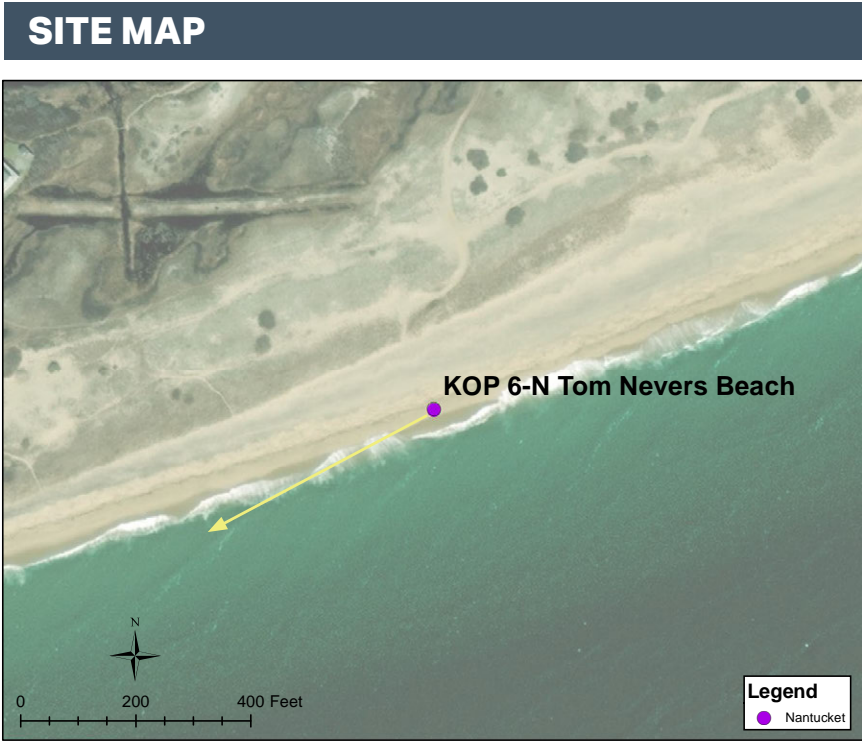 SITE MAP
KOP 6-N Tom Nevers Beach
N
0 200 400 Feet
Legend
Nantucket